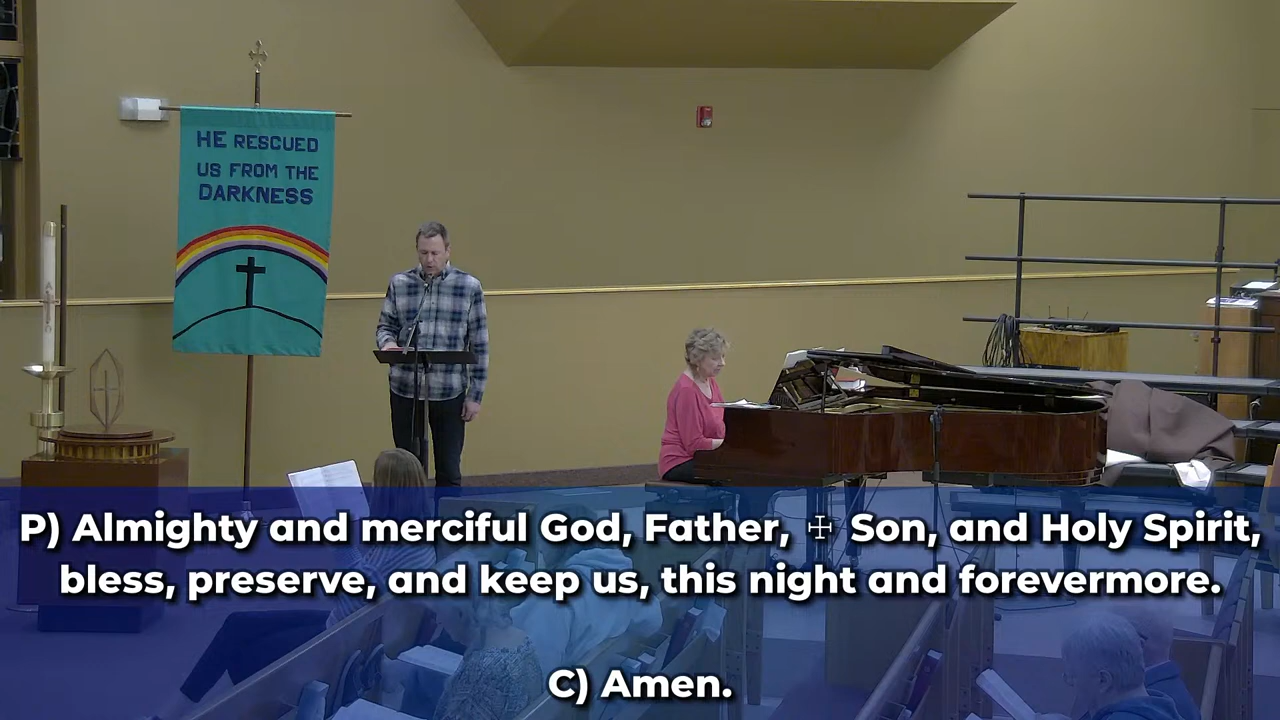 HE RESCUED
US FROM THE
DARKNESS
P) Almighty and merciful God, Father, ☩ Son, and Holy Spirit,
bless, preserve, and keep us, this night and forevermore.
C) Amen.